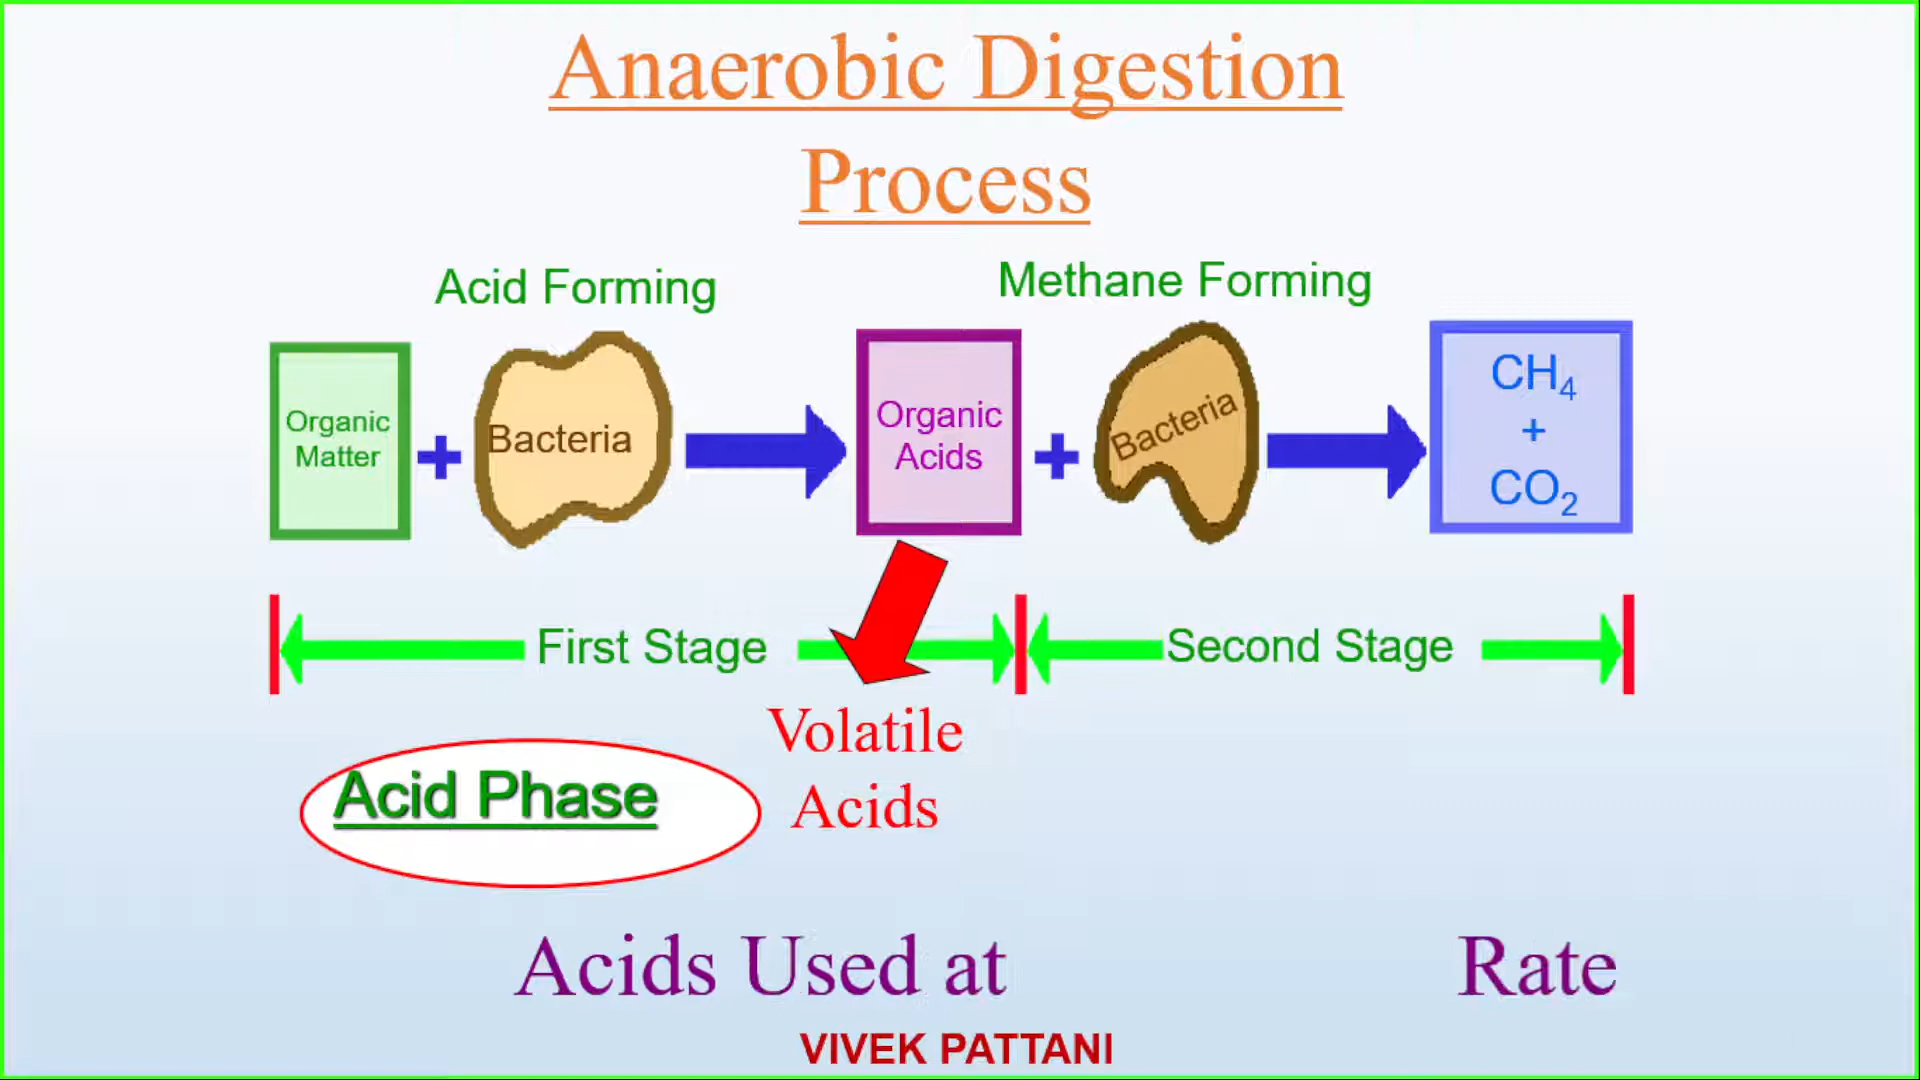 Anaerobic Digestion
Process
Acid Forming
Methane Forming
Organic
Matter
+
Bacteria
Organic
Acids
+
Bacteria
CH₄
+
CO₂
First Stage
Second Stage
Volatile
Acids
Acid Phase
Acids Used at Rate
VIVEK PATTANI